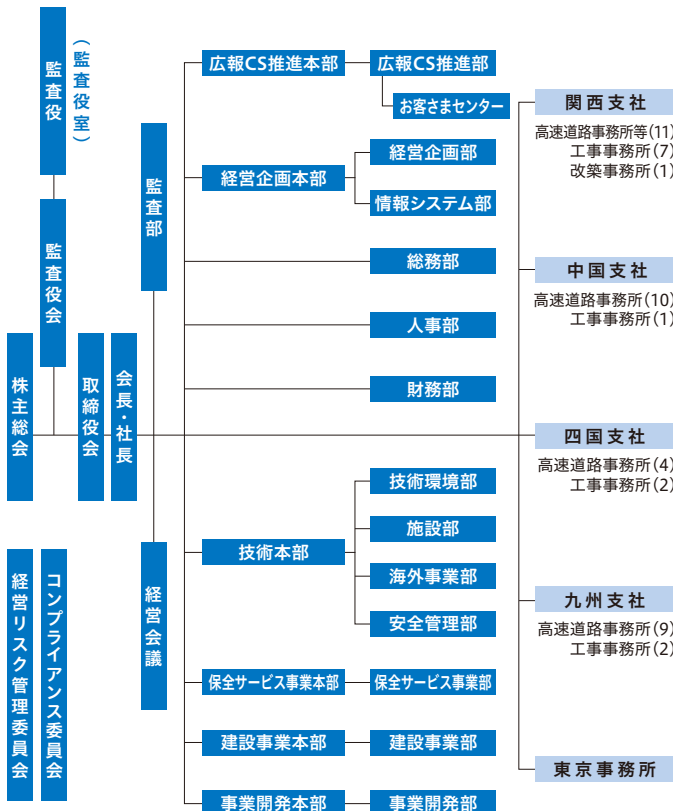 監査役
(監査役室)
監査役会
株主総会
取締役会
会長・社長
監査部
経営会議
経営リスク管理委員会
コンプライアンス委員会
広報CS推進本部
広報CS推進部
お客さまセンター
経営企画本部
経営企画部
情報システム部
総務部
人事部
財務部
技術本部
技術環境部
施設部
海外事業部
安全管理部
保全サービス事業本部
保全サービス事業部
建設事業本部
建設事業部
事業開発本部
事業開発部
関西支社
高速道路事務所等(11)
工事事務所(7)
改築事務所(1)
中国支社
高速道路事務所(10)
工事事務所(1)
四国支社
高速道路事務所(4)
工事事務所(2)
九州支社
高速道路事務所(9)
工事事務所(2)
東京事務所